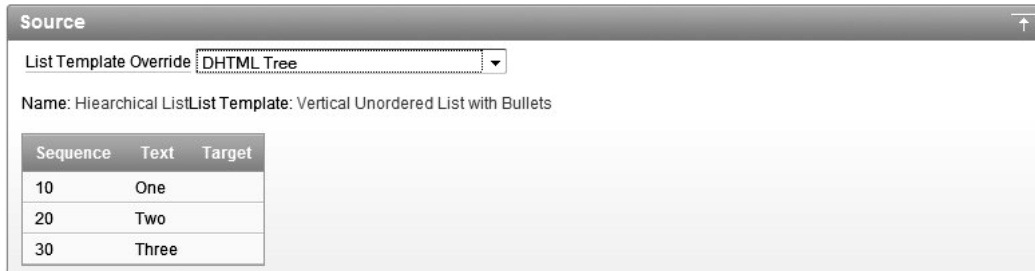 Source
List Template Override DHTML Tree
Name: Hiearchical ListList Template: Vertical Unordered List with Bullets
Sequence Text Target
10 One
20 Two
30 Three